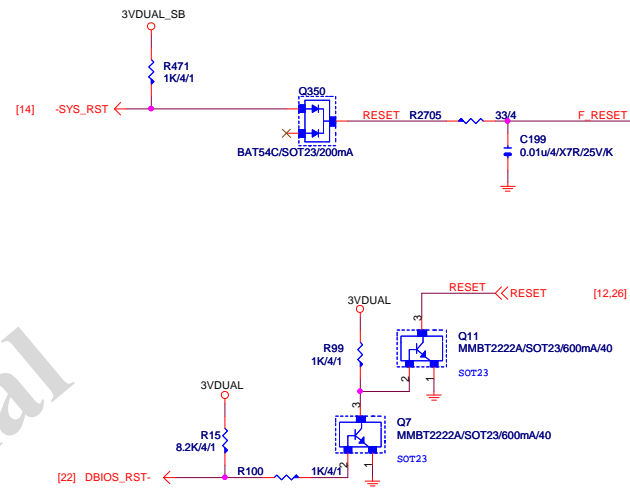 3VDUAL_SB
R471
1K/4/1
[14] -SYS_RST
Q350
BAT54C/SOT23/200mA
RESET R2705 33/4 F_RESET
C199
0.01u/4/X7R/25V/K
RESET
RESET [12,26]
3VDUAL
R99
1K/4/1
3
Q11
MMBT2222A/SOT23/600mA/40
SOT23
2 1
3VDUAL
R15
8.2K/4/1
3
Q7
MMBT2222A/SOT23/600mA/40
SOT23
2 1
[22] DBIOS_RST- R100 1K/4/1